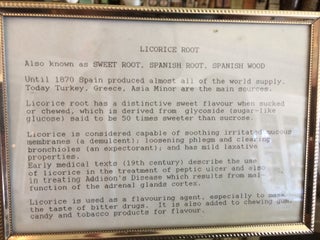 LICORICE ROOT
Also known as SWEET ROOT, SPANISH ROOT, SPANISH WOOD
Until 1870 Spain produced almost all of the world supply.
Today Turkey, Greece, Asia Minor are the main sources.
Licorice root has a distinctive sweet flavour when sucked
or chewed, which is derived from glycoside (sugar-like
glucose) said to be 50 times sweeter than sucrose.
Licorice is considered capable of soothing irritated mucous
membranes (a demulcent); loosening phlegm and clearing
bronchioles (an expectorant); and has mild laxative
properties.
Early medical texts (19th century) describe the use
of licorice in the treatment of peptic ulcer and also
in treating Addison's Disease which results from mal-
function of the adrenal glands cortex.
Licorice is used as a flavouring agent, especially to mask
the taste of bitter drugs. It is also added to chewing gum,
candy and tobacco products for flavour.